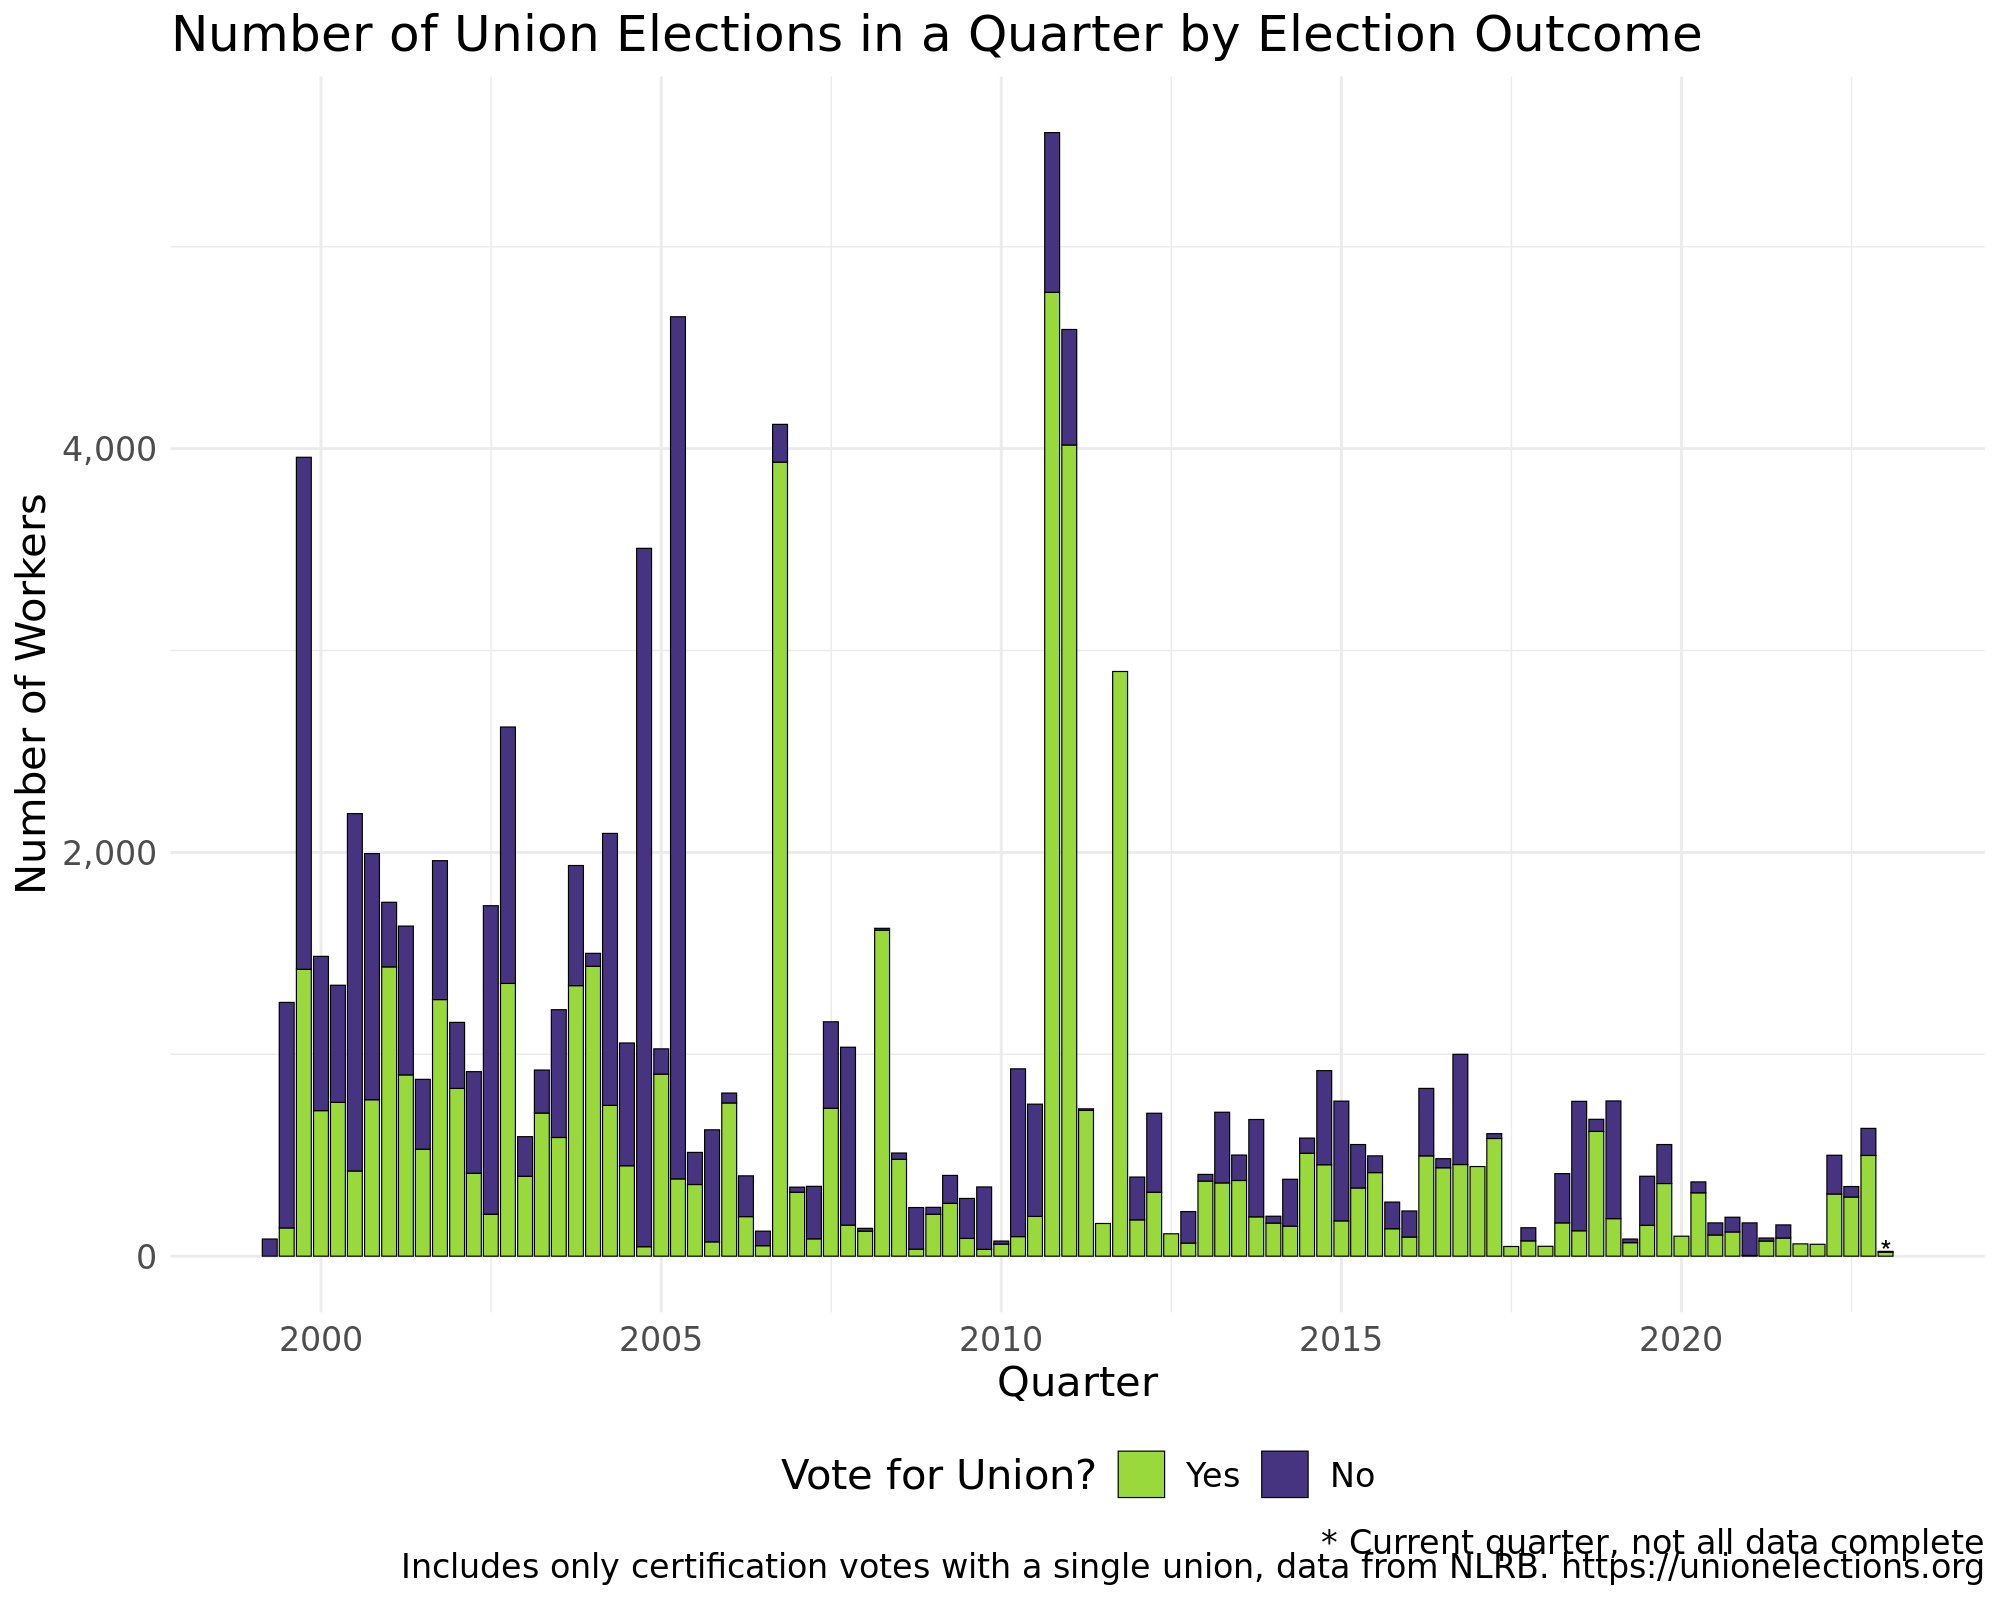 Number of Union Elections in a Quarter by Election Outcome
Number of Workers
4,000
2,000
0
*
2000 2005 2010 2015 2020
Quarter
Vote for Union? Yes No
* Current quarter, not all data complete
Includes only certification votes with a single union, data from NLRB. https://unionelections.org